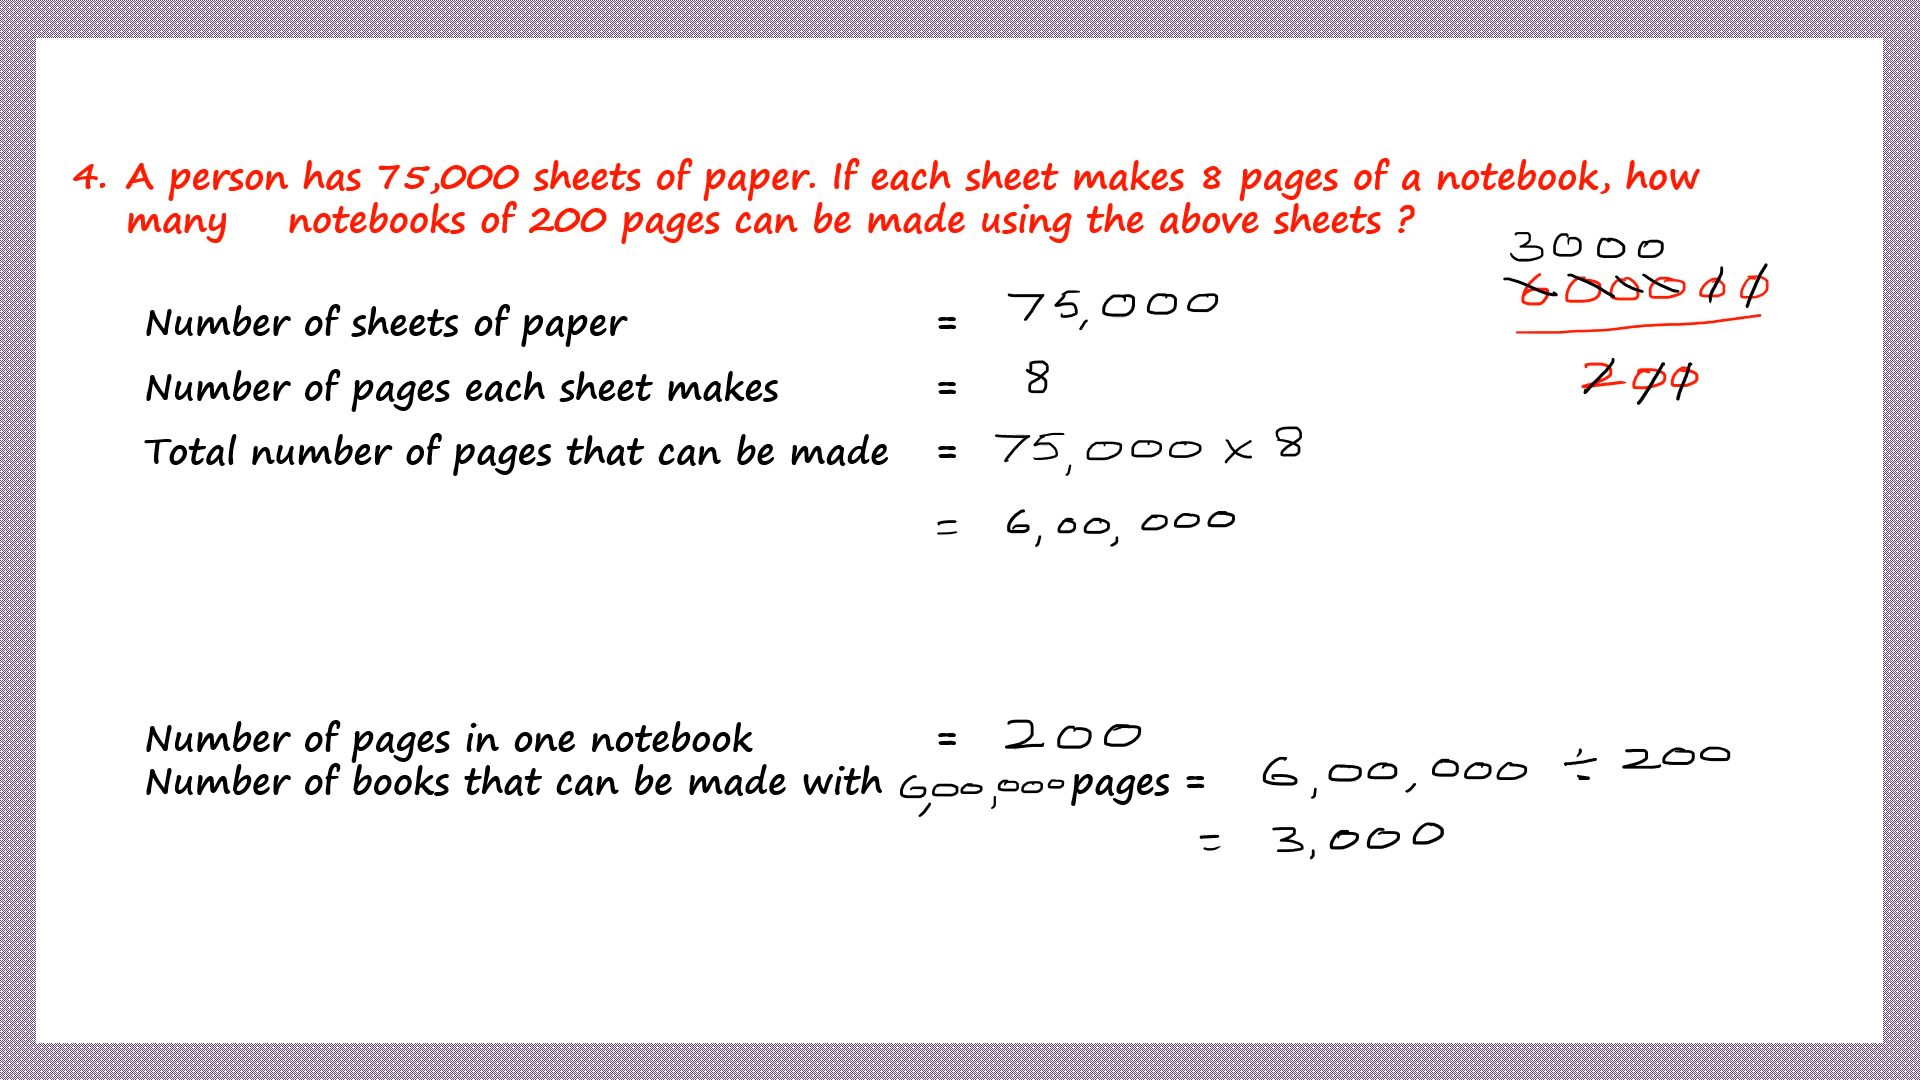 4. A person has 75,000 sheets of paper. If each sheet makes 8 pages of a notebook, how
many notebooks of 200 pages can be made using the above sheets ?
3000
600000
200
Number of sheets of paper = 75,000
Number of pages each sheet makes = 8
Total number of pages that can be made = 75,000 x 8
= 6,00,000
Number of pages in one notebook = 200
Number of books that can be made with 6,00,000 pages = 6,00,000 ÷ 200
= 3,000